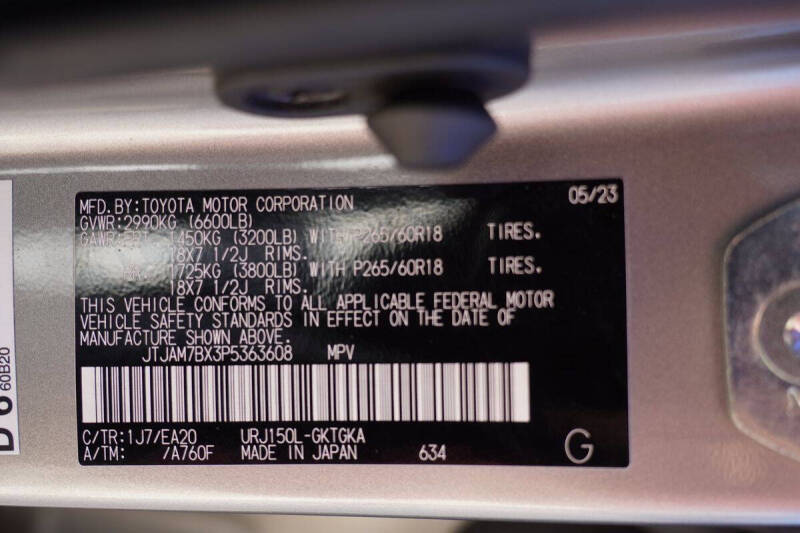 MFD. BY: TOYOTA MOTOR CORPORATION 05/23
GVWR: 2990KG (6600LB)
GAWR: 1450KG (3200LB) WITH P265/60R18 TIRES.
18X7 1/2J RIMS.
1725KG (3800LB) WITH P265/60R18 TIRES.
18X7 1/2J RIMS.
THIS VEHICLE CONFORMS TO ALL APPLICABLE FEDERAL MOTOR
VEHICLE SAFETY STANDARDS IN EFFECT ON THE DATE OF
MANUFACTURE SHOWN ABOVE.
JTJAM7BX3P5363608 MPV
C/TR: 1J7/EA20 URJ150L-GKTGKA
A/TM: /A760F MADE IN JAPAN 634 G
60B20